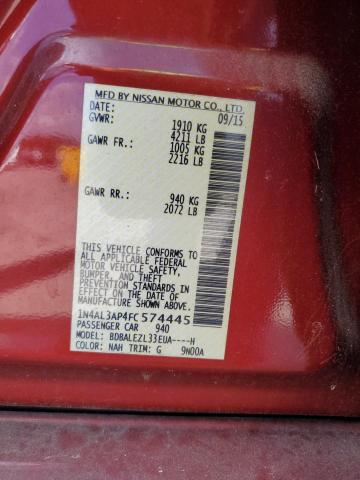 MFD BY NISSAN MOTOR CO., LTD.
DATE: 09/15
GVWR: 1910 KG
4211 LB
GAWR FR.: 1005 KG
2216 LB
GAWR RR.: 940 KG
2072 LB
THIS VEHICLE CONFORMS TO
ALL APPLICABLE FEDERAL
MOTOR VEHICLE SAFETY,
BUMPER, AND THEFT
PREVENTION STANDARDS
IN EFFECT ON THE DATE OF
MANUFACTURE SHOWN ABOVE.
1N4AL3AP4FC574445
PASSENGER CAR 940
MODEL: BDBALEZL33EUA-----H
COLOR: NAH TRIM: G 9N00A